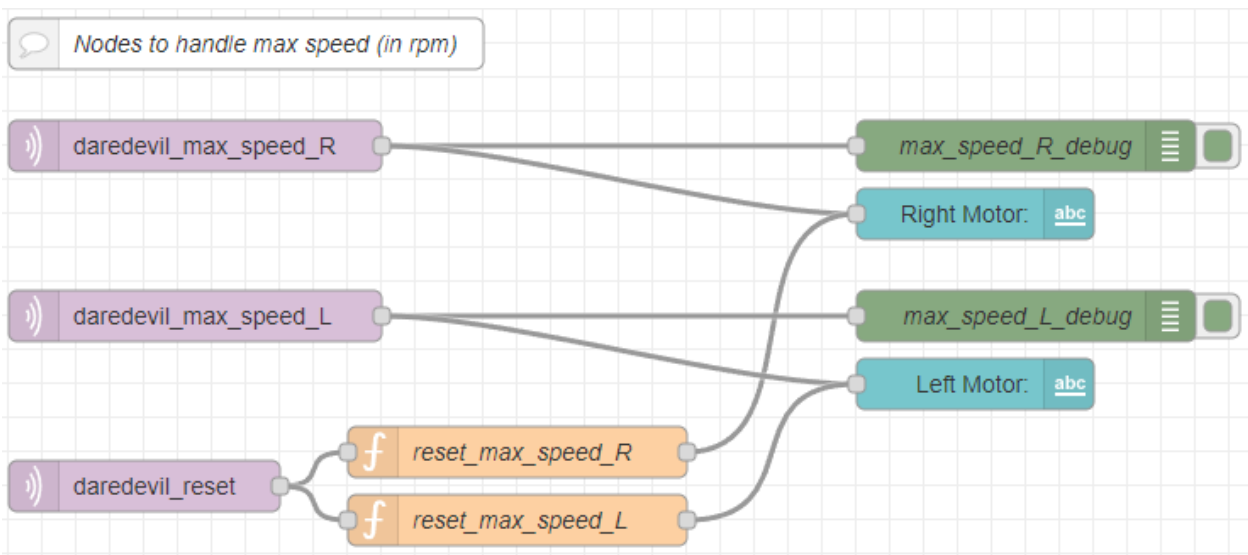 Nodes to handle max speed (in rpm)
daredevil_max_speed_R
max_speed_R_debug
Right Motor: abc
daredevil_max_speed_L
max_speed_L_debug
Left Motor: abc
reset_max_speed_R
daredevil_reset
reset_max_speed_L